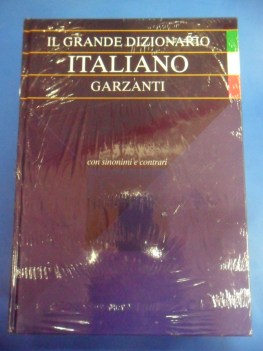 IL GRANDE DIZIONARIO
ITALIANO
GARZANTI
con sinonimi e contrari